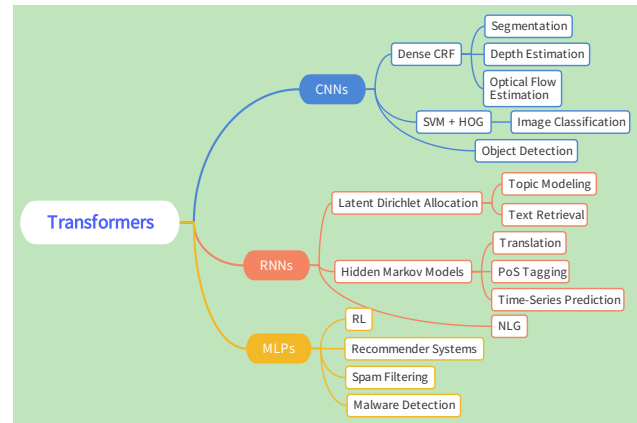 Transformers
CNNs
Dense CRF
Segmentation
Depth Estimation
Optical Flow
Estimation
SVM + HOG
Image Classification
Object Detection
RNNs
Latent Dirichlet Allocation
Topic Modeling
Text Retrieval
Hidden Markov Models
Translation
PoS Tagging
Time-Series Prediction
NLG
MLPs
RL
Recommender Systems
Spam Filtering
Malware Detection